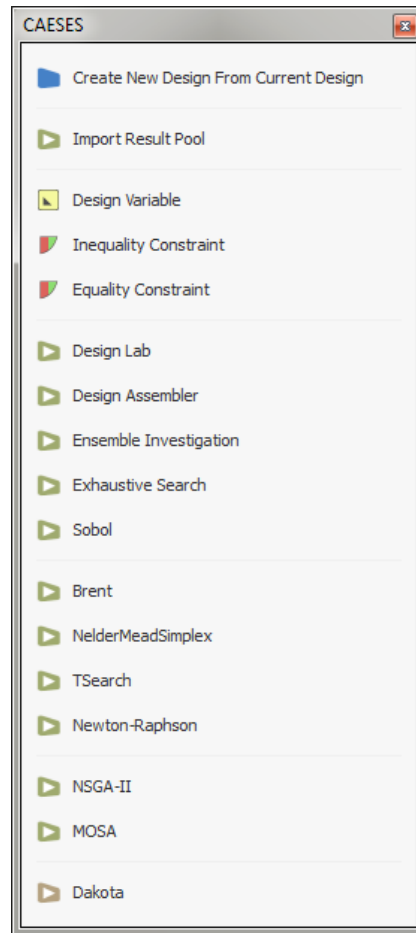 CAESES
Create New Design From Current Design
Import Result Pool
Design Variable
Inequality Constraint
Equality Constraint
Design Lab
Design Assembler
Ensemble Investigation
Exhaustive Search
Sobol
Brent
NelderMeadSimplex
TSearch
Newton-Raphson
NSGA-II
MOSA
Dakota